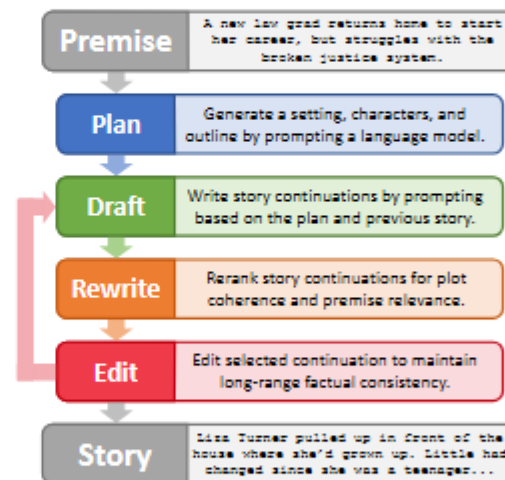 Premise
A new law grad returns home to start
her career, but struggles with the
broken justice system.
Plan
Generate a setting, characters, and
outline by prompting a language model.
Draft
Write story continuations by prompting
based on the plan and previous story.
Rewrite
Rerank story continuations for plot
coherence and premise relevance.
Edit
Edit selected continuation to maintain
long-range factual consistency.
Story
Lisa Turner pulled up in front of the
house where she'd grown up. Little had
changed since she was a teenager...